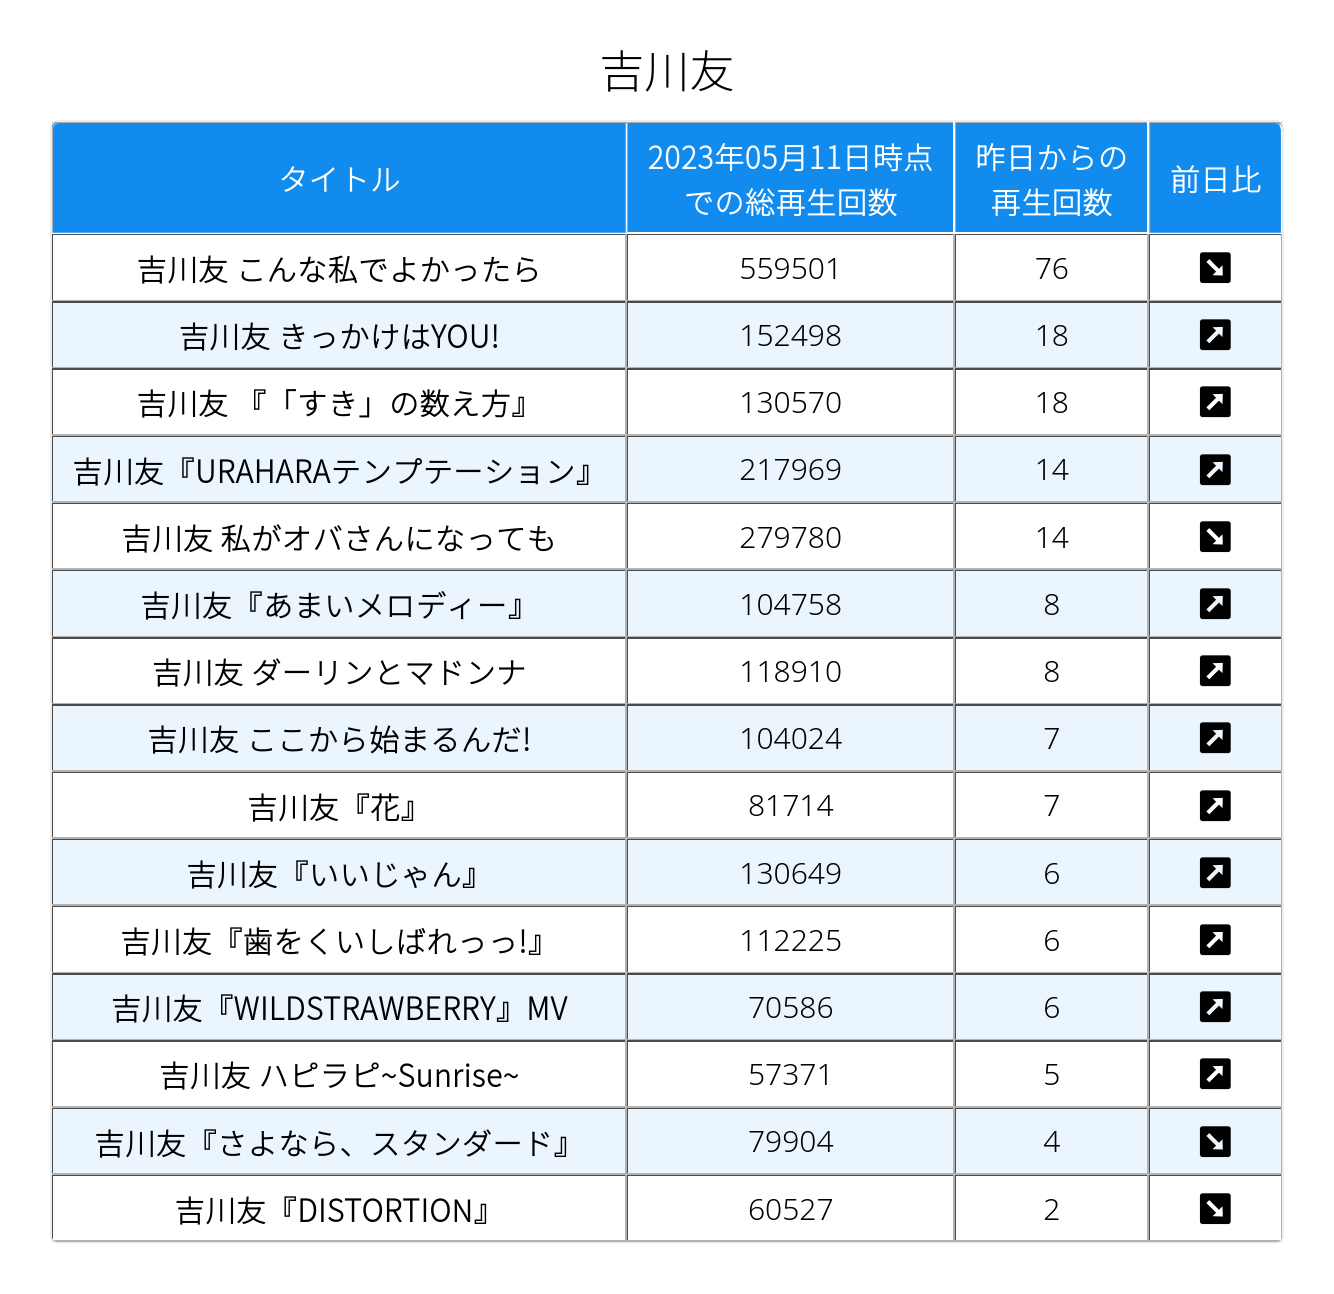 吉川友
タイトル
2023年05月11日時点
での総再生回数
昨日からの
再生回数
前日比
吉川友 こんな私でよかったら 559501 76 ↘
吉川友 きっかけはYOU! 152498 18 ↗
吉川友 『「すき」の数え方』 130570 18 ↗
吉川友『URAHARAテンプテーション』 217969 14 ↗
吉川友 私がオバさんになっても 279780 14 ↘
吉川友『あまいメロディー』 104758 8 ↗
吉川友 ダーリンとマドンナ 118910 8 ↗
吉川友 ここから始まるんだ! 104024 7 ↗
吉川友『花』 81714 7 ↗
吉川友『いいじゃん』 130649 6 ↗
吉川友『歯をくいしばれっっ!』 112225 6 ↗
吉川友『WILDSTRAWBERRY』MV 70586 6 ↗
吉川友 ハピラピ~Sunrise~ 57371 5 ↗
吉川友『さよなら、スタンダード』 79904 4 ↘
吉川友『DISTORTION』 60527 2 ↘